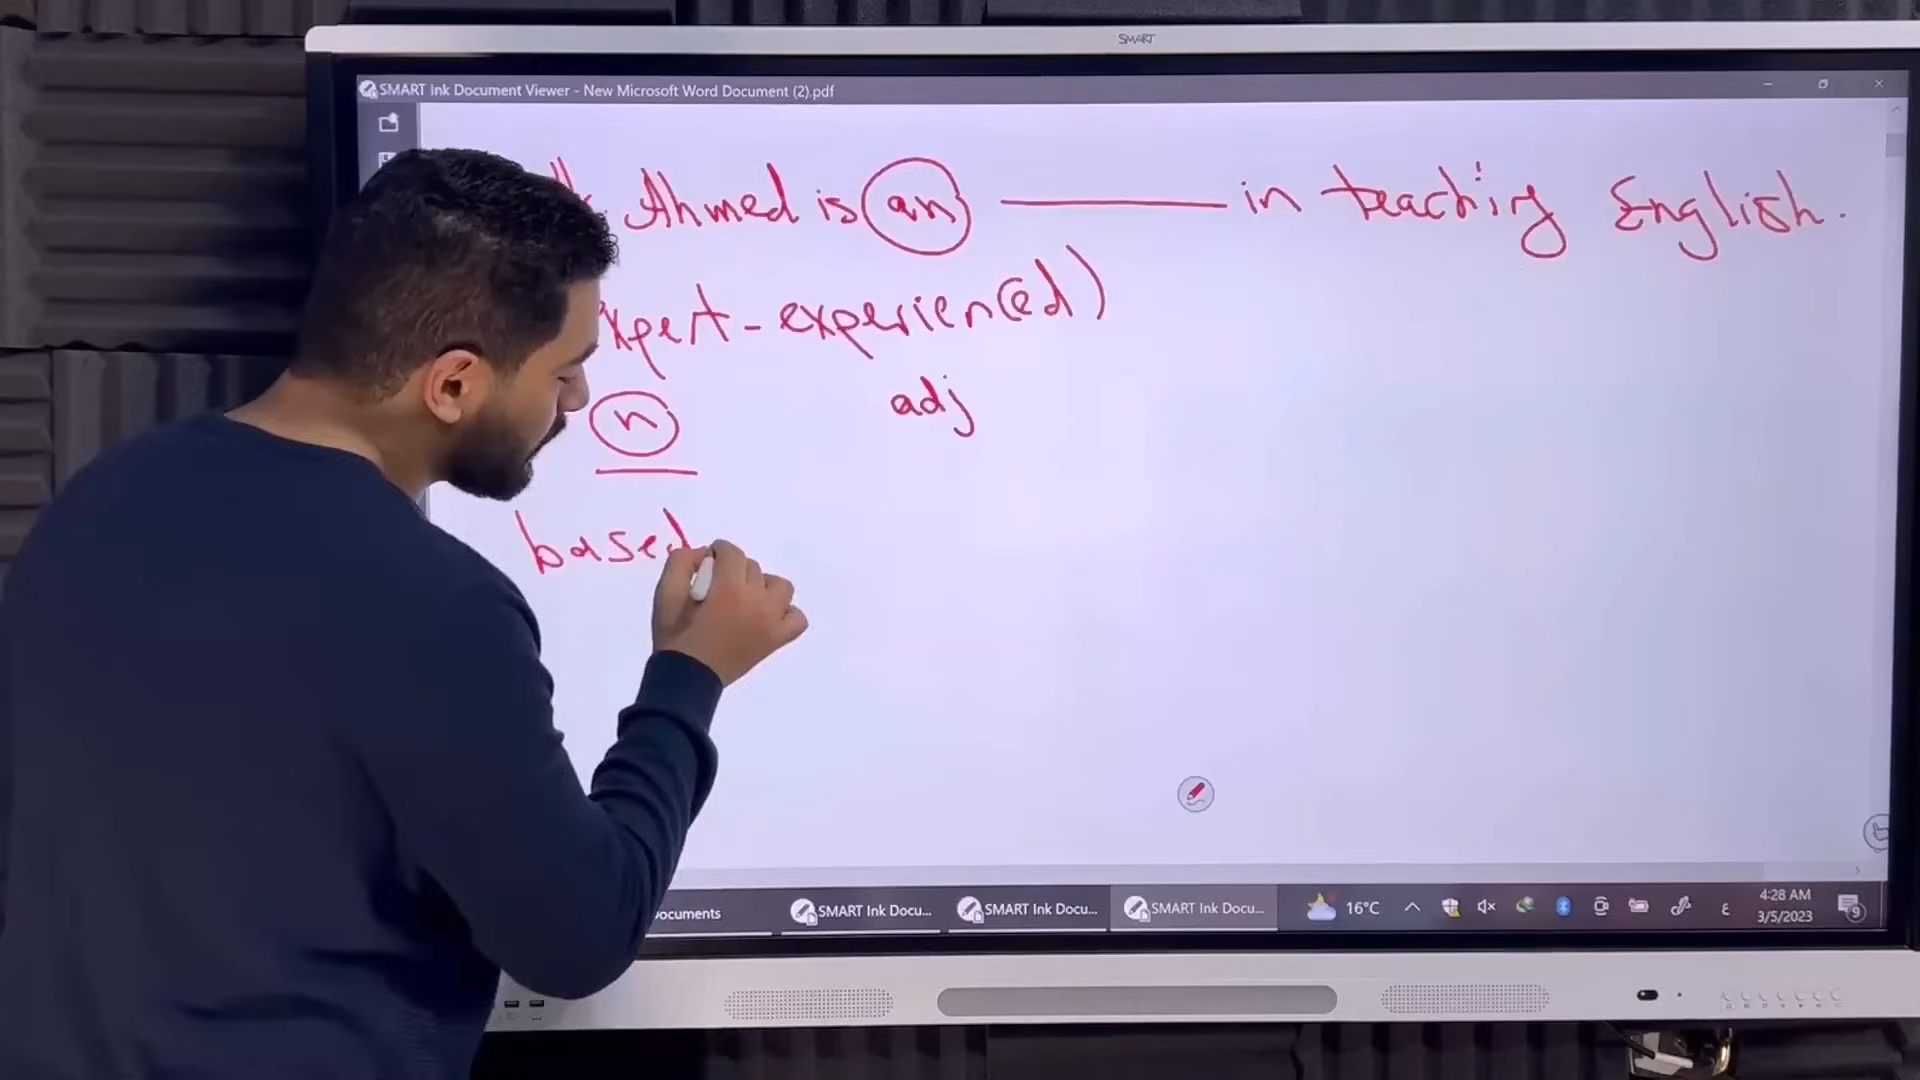 SMART
SMART Ink Document Viewer - New Microsoft Word Document (2).pdf
Ahmed is an ______ in teaching English.
xpert - experienced)
n
adj
based
ocuments
SMART Ink Docu...
SMART Ink Docu...
SMART Ink Docu...
16°C
ع
4:28 AM
3/5/2023
9